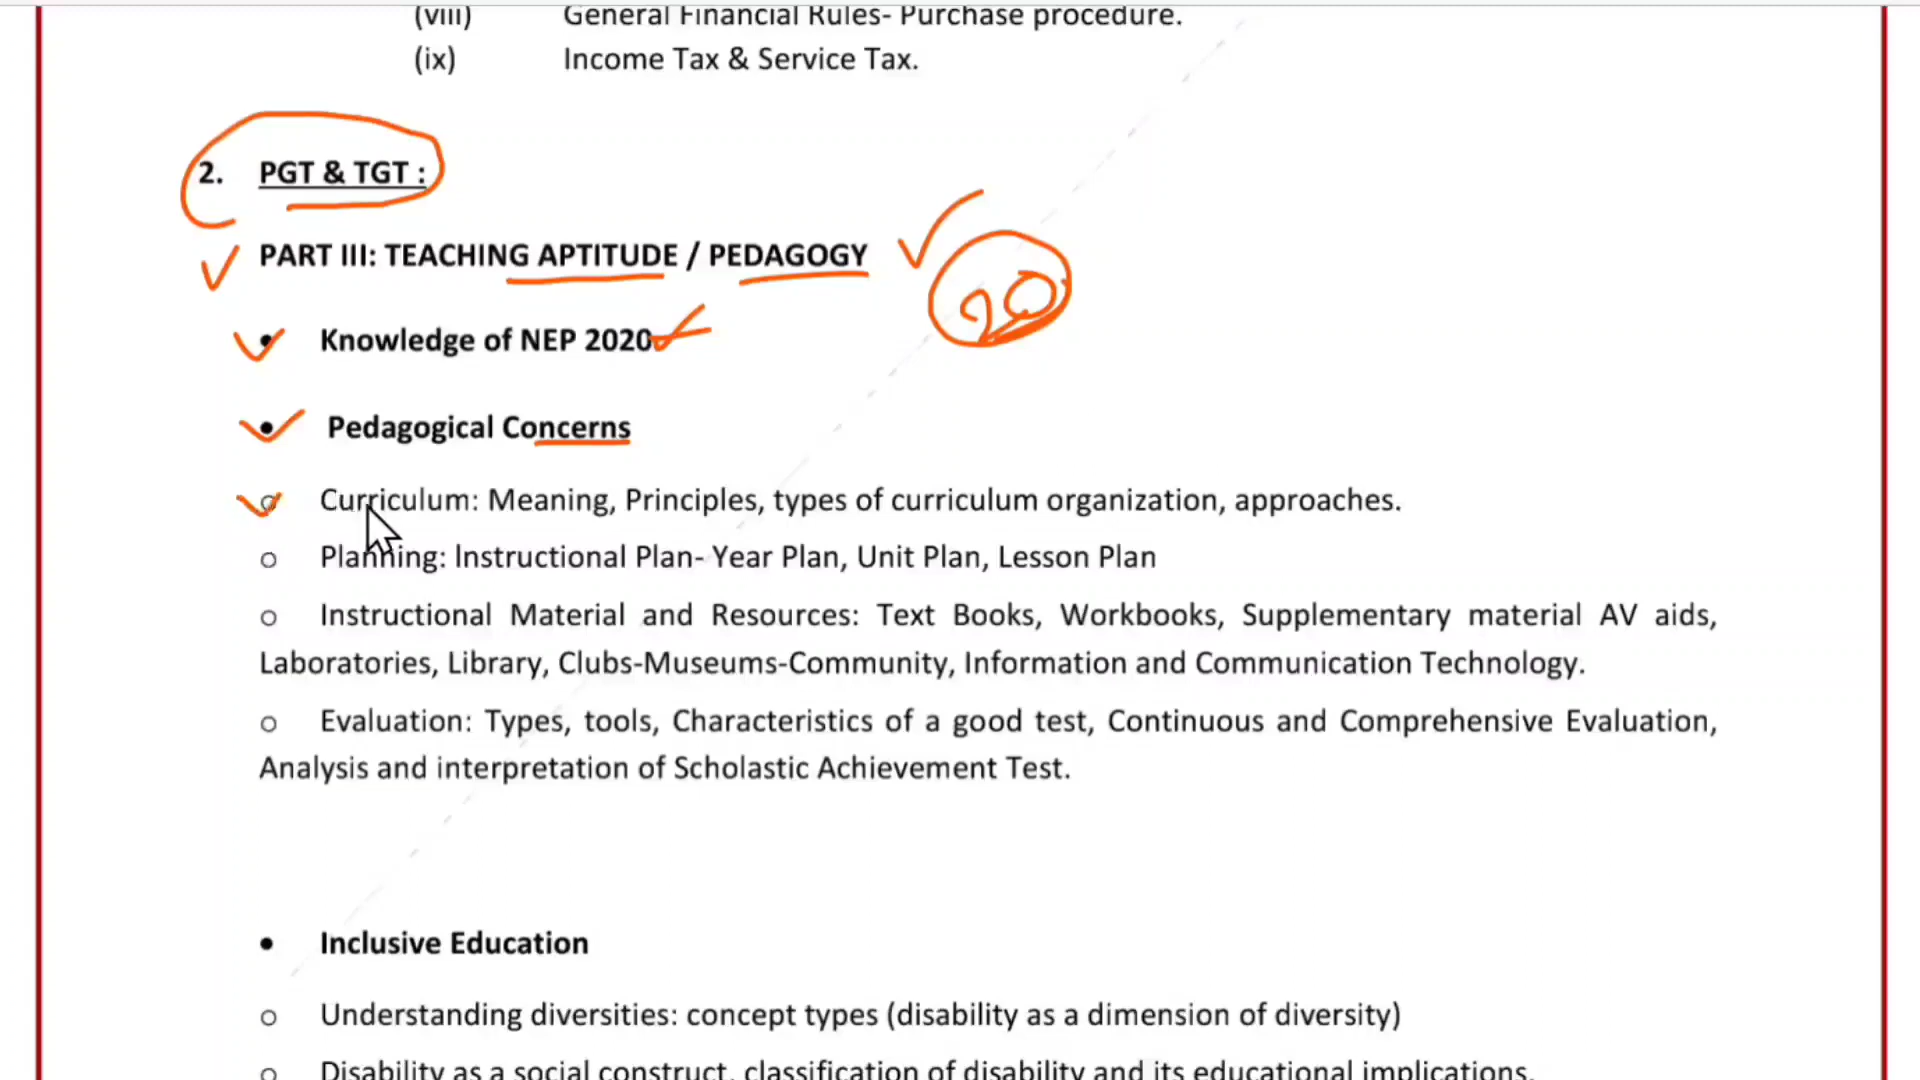 (viii) General Financial Rules- Purchase procedure.
(ix) Income Tax & Service Tax.
2. PGT & TGT :
PART III: TEACHING APTITUDE / PEDAGOGY
20
• Knowledge of NEP 2020
• Pedagogical Concerns
o Curriculum: Meaning, Principles, types of curriculum organization, approaches.
o Planning: lnstructional Plan- Year Plan, Unit Plan, Lesson Plan
o Instructional Material and Resources: Text Books, Workbooks, Supplementary material AV aids,
Laboratories, Library, Clubs-Museums-Community, Information and Communication Technology.
o Evaluation: Types, tools, Characteristics of a good test, Continuous and Comprehensive Evaluation,
Analysis and interpretation of Scholastic Achievement Test.
• Inclusive Education
o Understanding diversities: concept types (disability as a dimension of diversity)
o Disability as a social construct, classification of disability and its educational implications.